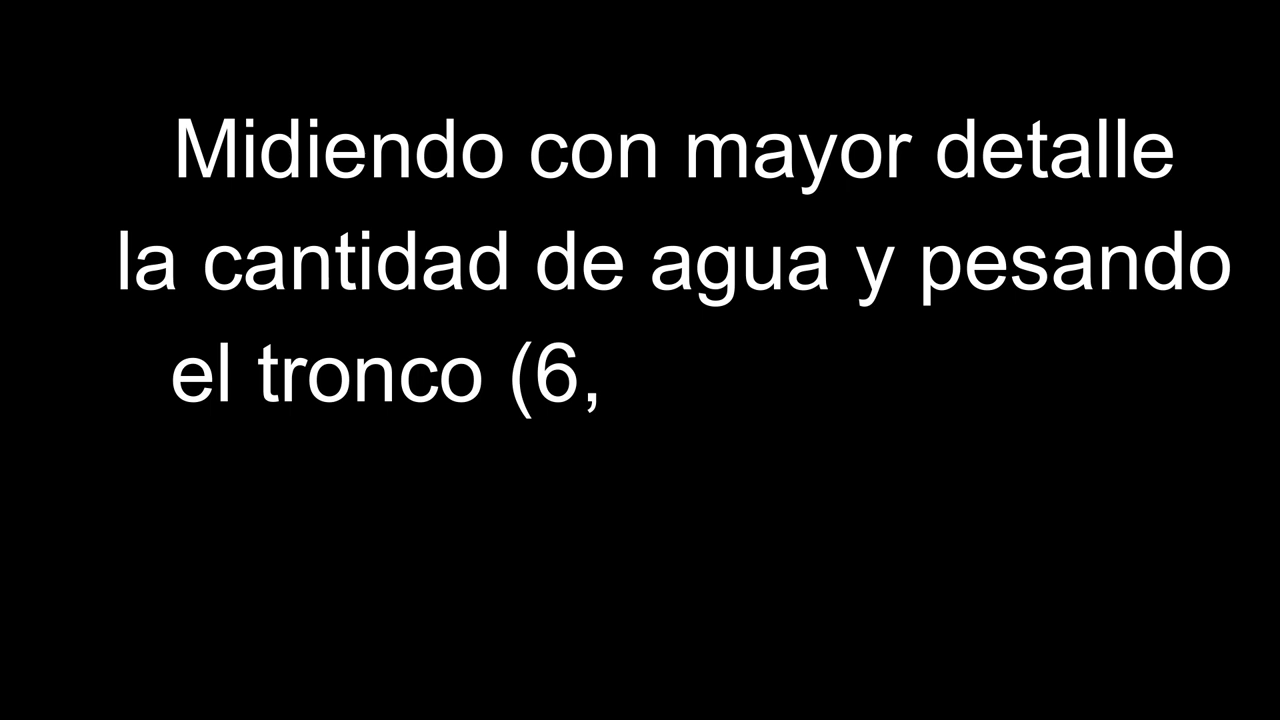 Midiendo con mayor detalle
la cantidad de agua y pesando
el tronco (6,